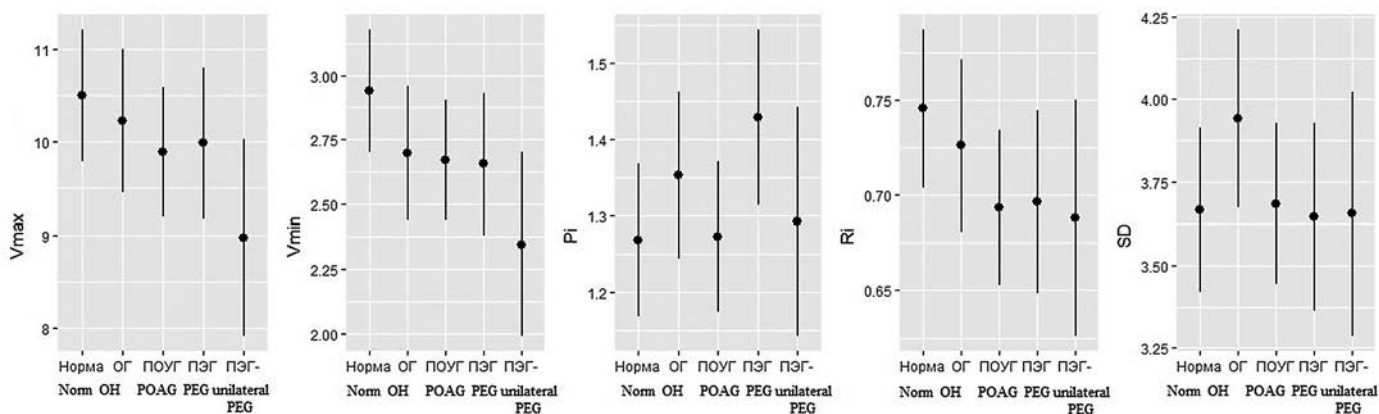 Vmax
11
10
9
8
Норма ОГ ПОУГ ПЭГ ПЭГ-
Norm OH POAG PEG unilateral
PEG
Vmin
3.00
2.75
2.50
2.25
2.00
Норма ОГ ПОУГ ПЭГ ПЭГ-
Norm OH POAG PEG unilateral
PEG
Pi
1.5
1.4
1.3
1.2
Норма ОГ ПОУГ ПЭГ ПЭГ-
Norm OH POAG PEG unilateral
PEG
Ri
0.75
0.70
0.65
Норма ОГ ПОУГ ПЭГ ПЭГ-
Norm OH POAG PEG unilateral
PEG
SD
4.25
4.00
3.75
3.50
3.25
Норма ОГ ПОУГ ПЭГ ПЭГ-
Norm OH POAG PEG unilateral
PEG